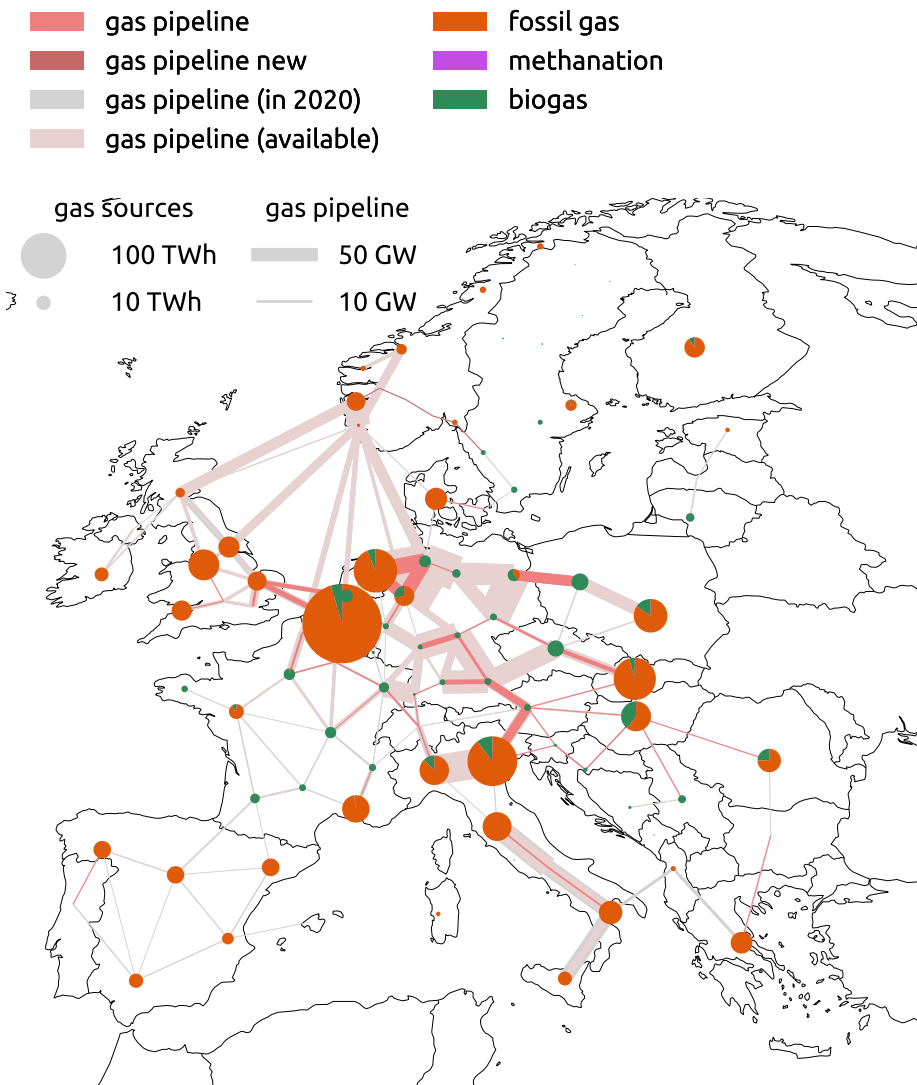 gas pipeline
gas pipeline new
gas pipeline (in 2020)
gas pipeline (available)
fossil gas
methanation
biogas
gas sources
100 TWh
10 TWh
gas pipeline
50 GW
10 GW